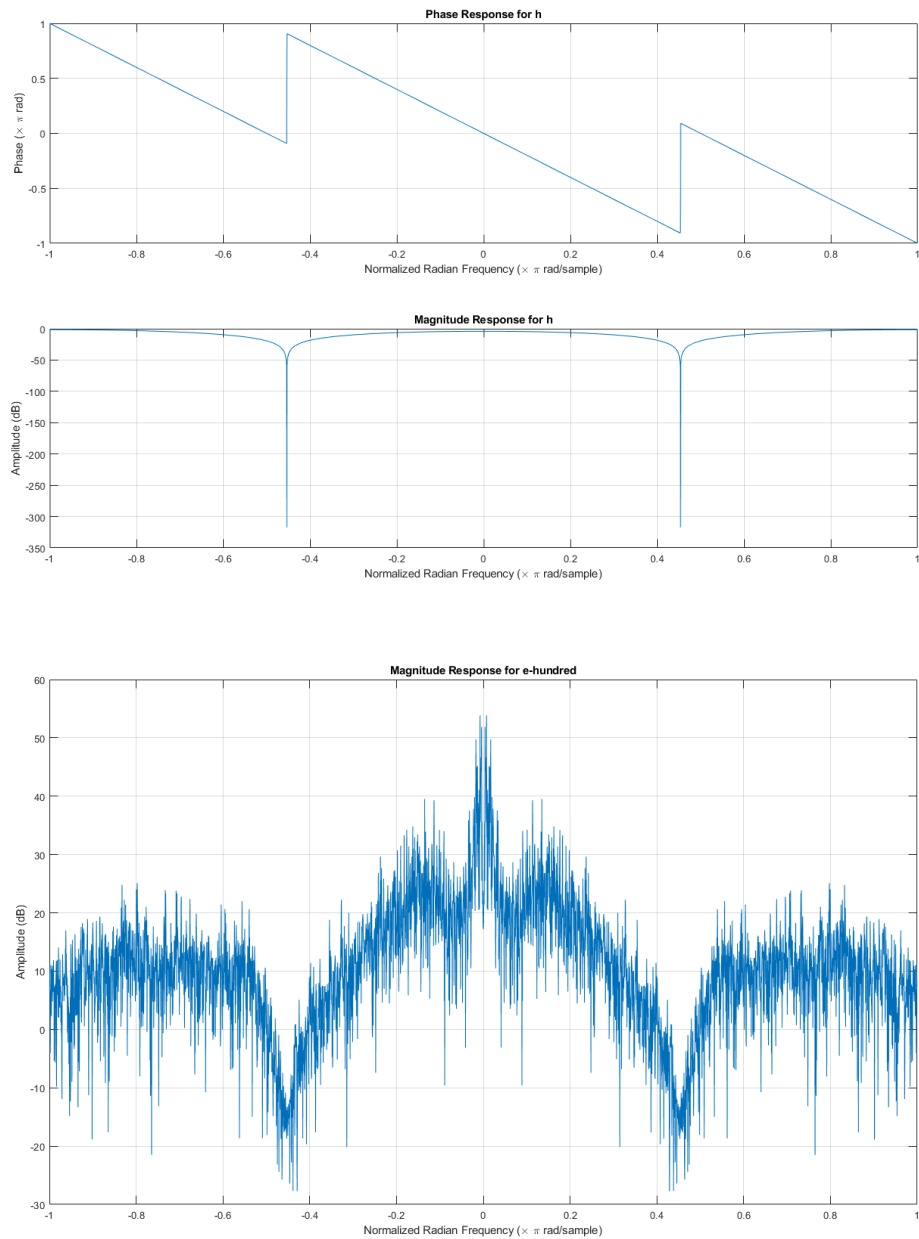 Phase Response for h
1
0.5
0
-0.5
-1
Phase (× π rad)
-1 -0.8 -0.6 -0.4 -0.2 0 0.2 0.4 0.6 0.8 1
Normalized Radian Frequency (× π rad/sample)
Magnitude Response for h
0
-50
-100
-150
-200
-250
-300
-350
Amplitude (dB)
-1 -0.8 -0.6 -0.4 -0.2 0 0.2 0.4 0.6 0.8 1
Normalized Radian Frequency (× π rad/sample)
Magnitude Response for e-hundred
60
50
40
30
20
10
0
-10
-20
-30
Amplitude (dB)
-1 -0.8 -0.6 -0.4 -0.2 0 0.2 0.4 0.6 0.8 1
Normalized Radian Frequency (× π rad/sample)